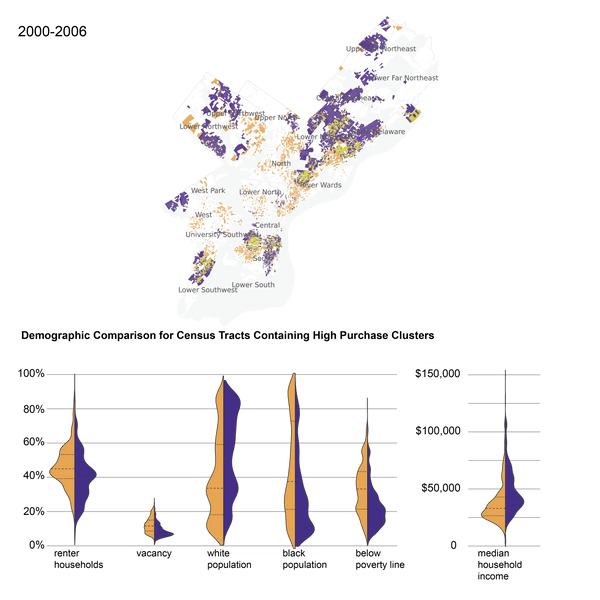 2000-2006
Upper Northeast
Lower Far Northeast
Central Northeast
Upper Northwest
Upper North
Lower Northwest
Lower Northeast
Delaware
North
River Wards
West Park
Lower North
West
Central
University Southwest
South
Lower South
Lower Southwest
Demographic Comparison for Census Tracts Containing High Purchase Clusters
100%
80%
60%
40%
20%
0%
$150,000
$100,000
$50,000
0
renter
households
vacancy
white
population
black
population
below
poverty line
median
household
income